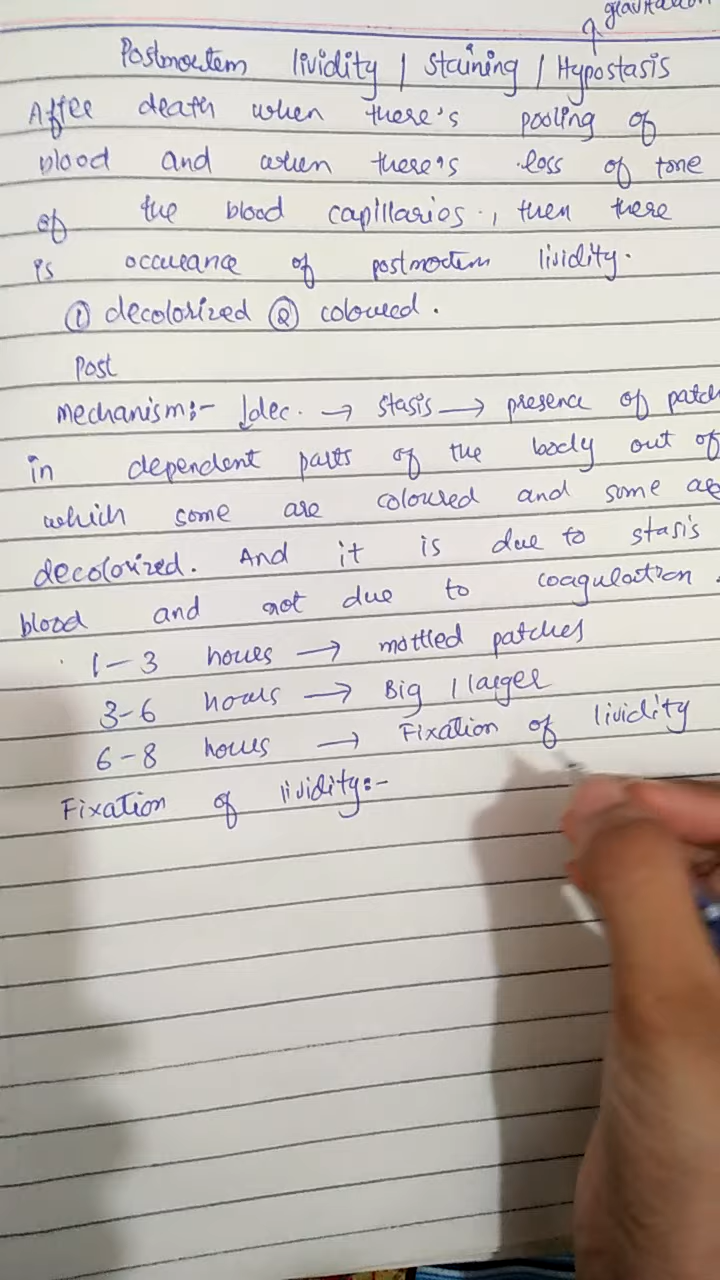 gravitation
Postmortem lividity / Staining / Hypostasis
After death when there's pooling of
blood and when there's loss of tone
of the blood capillaries, then there
is occurance of postmortem lividity.
① decolorized ② coloured.
Post
mechanism:- ↓dec. → stasis → presence of patch
in dependent parts of the body out of
which some are coloured and some are
decolorized. And it is due to stasis
blood and not due to coagulation.
1-3 hours → mottled patches
3-6 hours → Big / larger
6-8 hours → Fixation of lividity
Fixation of lividity:-